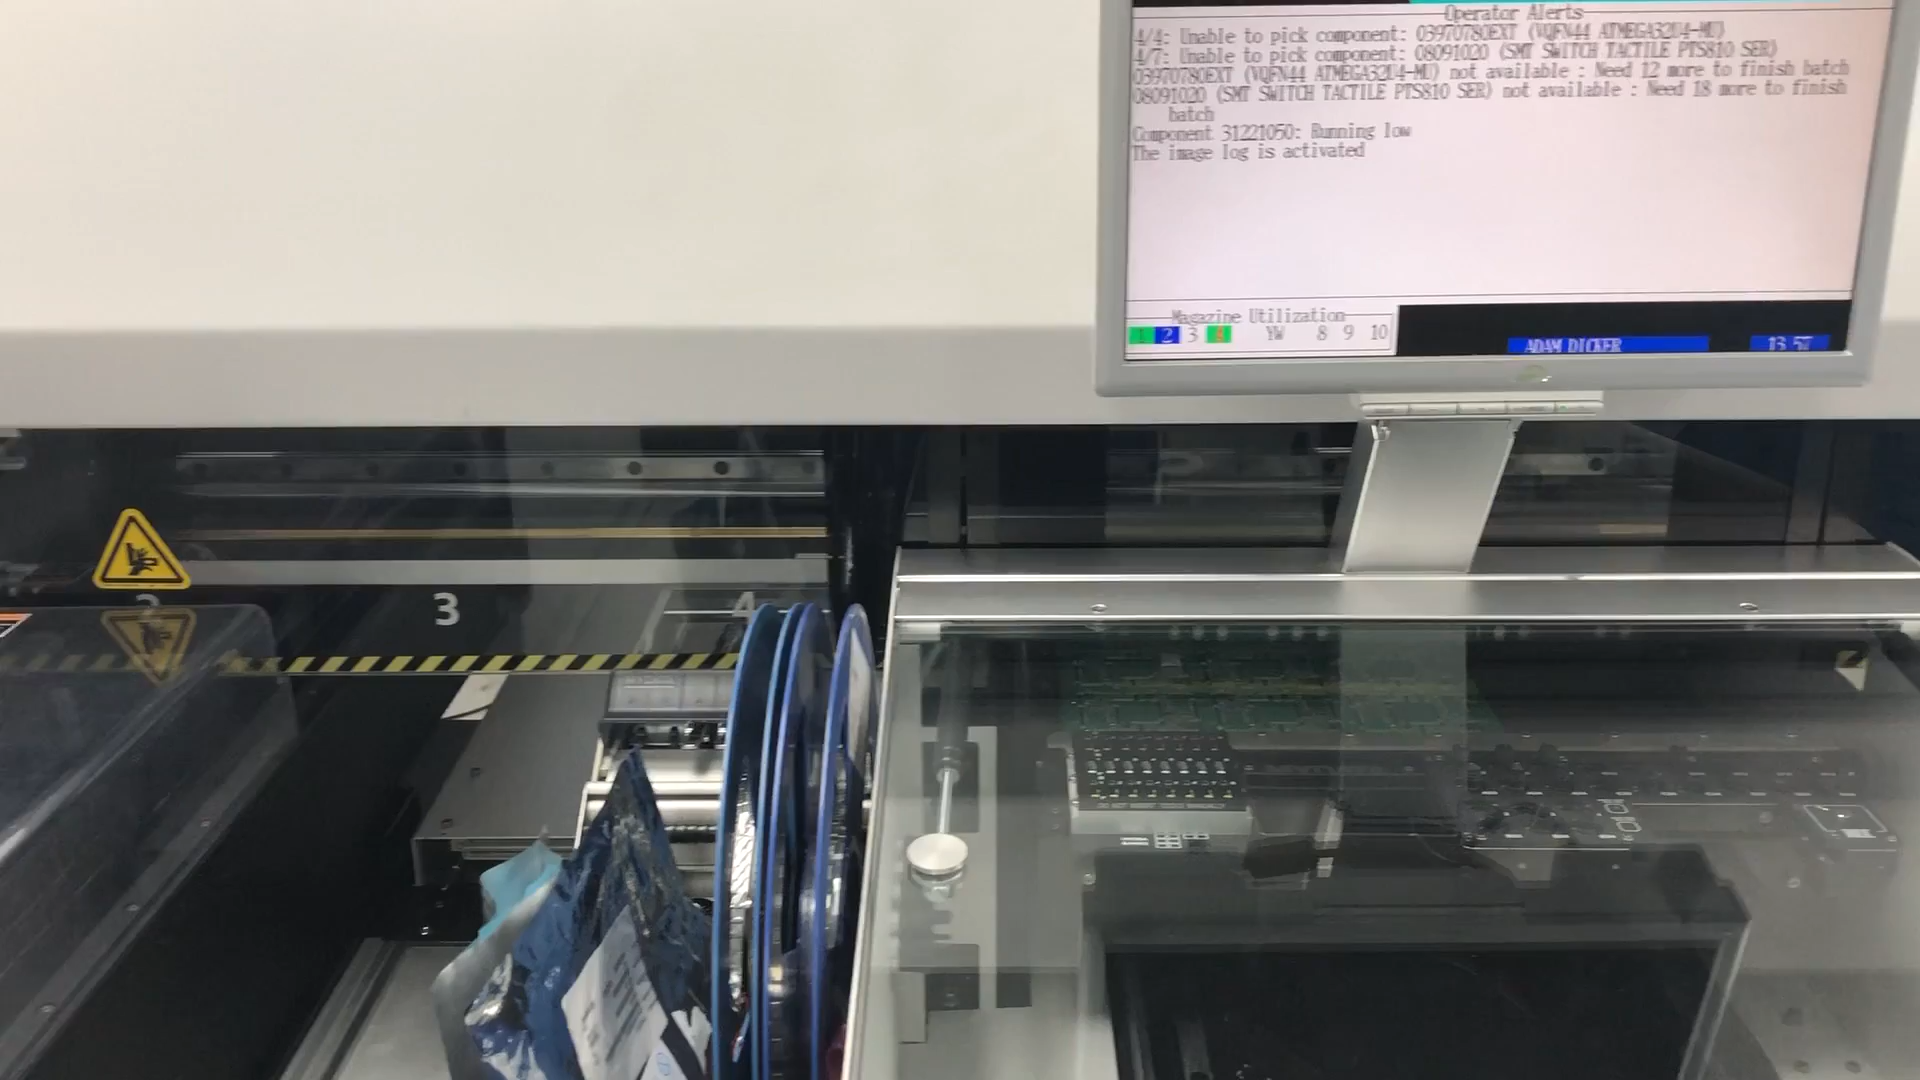 Operator Alerts
4/4: Unable to pick component: 03970780EXT (VQFN44 ATMEGA32U4-MU)
4/7: Unable to pick component: 08091020 (SMT SWITCH TACTILE PTS810 SER)
03970780EXT (VQFN44 ATMEGA32U4-MU) not available : Need 12 more to finish batch
08091020 (SMT SWITCH TACTILE PTS810 SER) not available : Need 18 more to finish
batch
Component 31221050: Running low
The image log is activated
Magazine Utilization
1 2 3 4 YW 8 9 10
ADAM DICKER
13 57
3
4